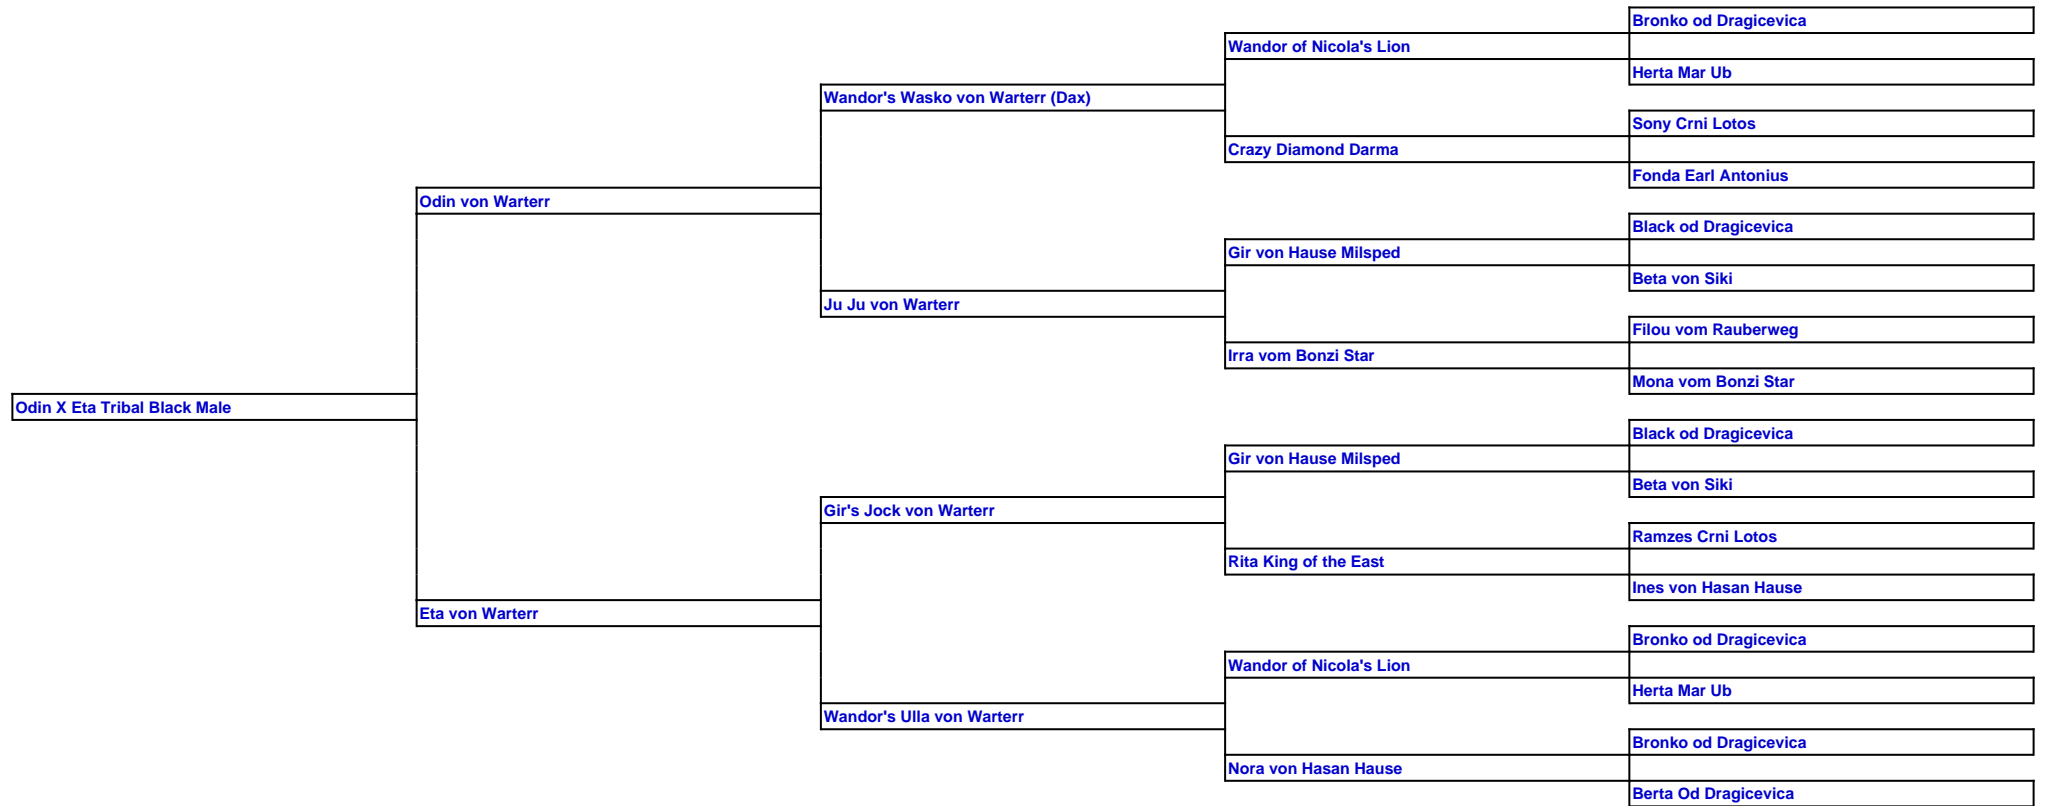 Bronko od Dragicevica
Wandor of Nicola's Lion
Herta Mar Ub
Wandor's Wasko von Warterr (Dax)
Sony Crni Lotos
Crazy Diamond Darma
Fonda Earl Antonius
Odin von Warterr
Black od Dragicevica
Gir von Hause Milsped
Beta von Siki
Ju Ju von Warterr
Filou vom Rauberweg
Irra vom Bonzi Star
Mona vom Bonzi Star
Odin X Eta Tribal Black Male
Black od Dragicevica
Gir von Hause Milsped
Beta von Siki
Gir's Jock von Warterr
Ramzes Crni Lotos
Rita King of the East
Ines von Hasan Hause
Eta von Warterr
Bronko od Dragicevica
Wandor of Nicola's Lion
Herta Mar Ub
Wandor's Ulla von Warterr
Bronko od Dragicevica
Nora von Hasan Hause
Berta Od Dragicevica